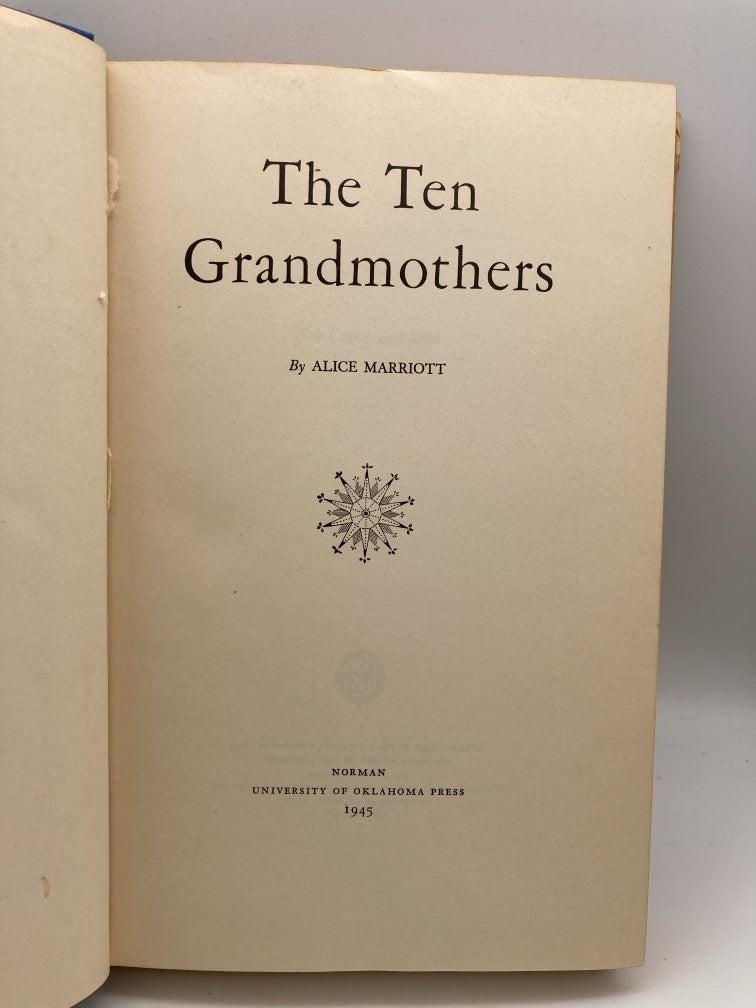 The Ten
Grandmothers
By ALICE MARRIOTT
NORMAN
UNIVERSITY OF OKLAHOMA PRESS
1945